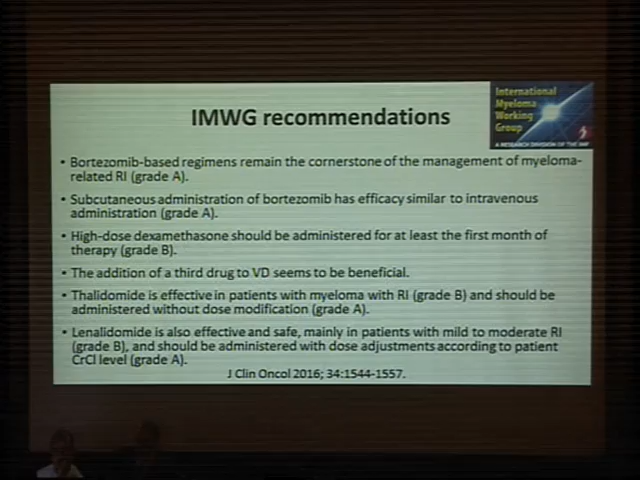 International
Myeloma
Working
Group
A RESEARCH DIVISION OF THE IMF
IMWG recommendations
• Bortezomib-based regimens remain the cornerstone of the management of myeloma-
related RI (grade A).
• Subcutaneous administration of bortezomib has efficacy similar to intravenous
administration (grade A).
• High-dose dexamethasone should be administered for at least the first month of
therapy (grade B).
• The addition of a third drug to VD seems to be beneficial.
• Thalidomide is effective in patients with myeloma with RI (grade B) and should be
administered without dose modification (grade A).
• Lenalidomide is also effective and safe, mainly in patients with mild to moderate RI
(grade B), and should be administered with dose adjustments according to patient
CrCl level (grade A).
J Clin Oncol 2016; 34:1544-1557.